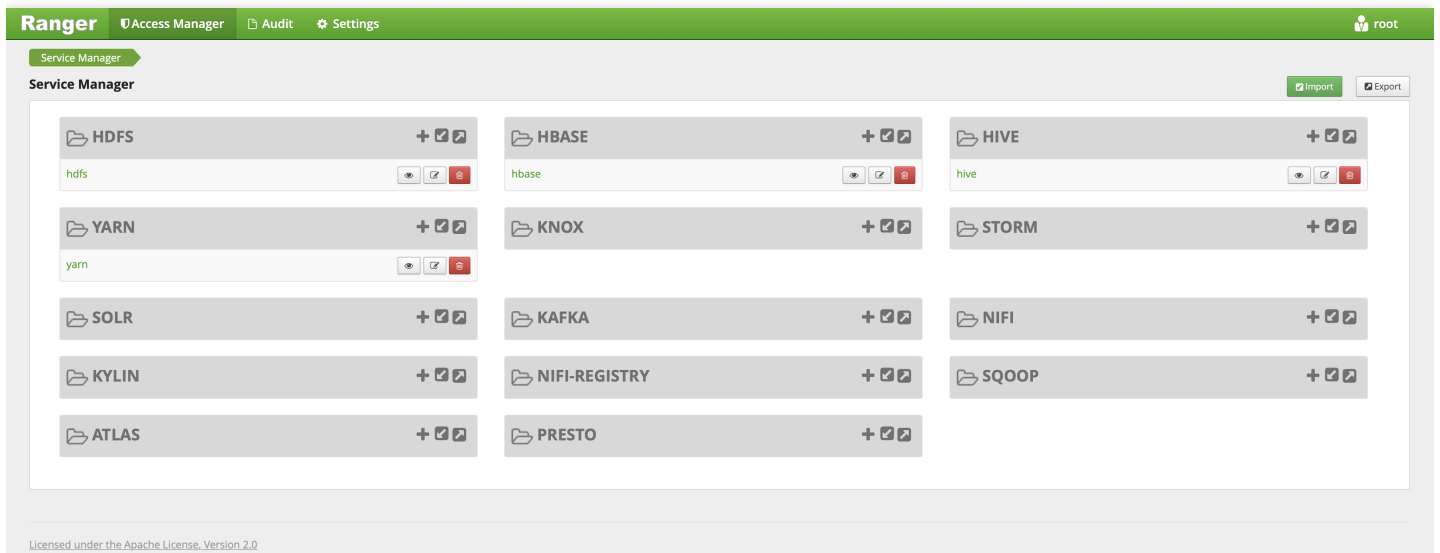 Ranger Access Manager Audit Settings root
Service Manager
Service Manager Import Export
HDFS HBASE HIVE
hdfs hbase hive
YARN KNOX STORM
yarn
SOLR KAFKA NIFI
KYLIN NIFI-REGISTRY SQOOP
ATLAS PRESTO
Licensed under the Apache License, Version 2.0